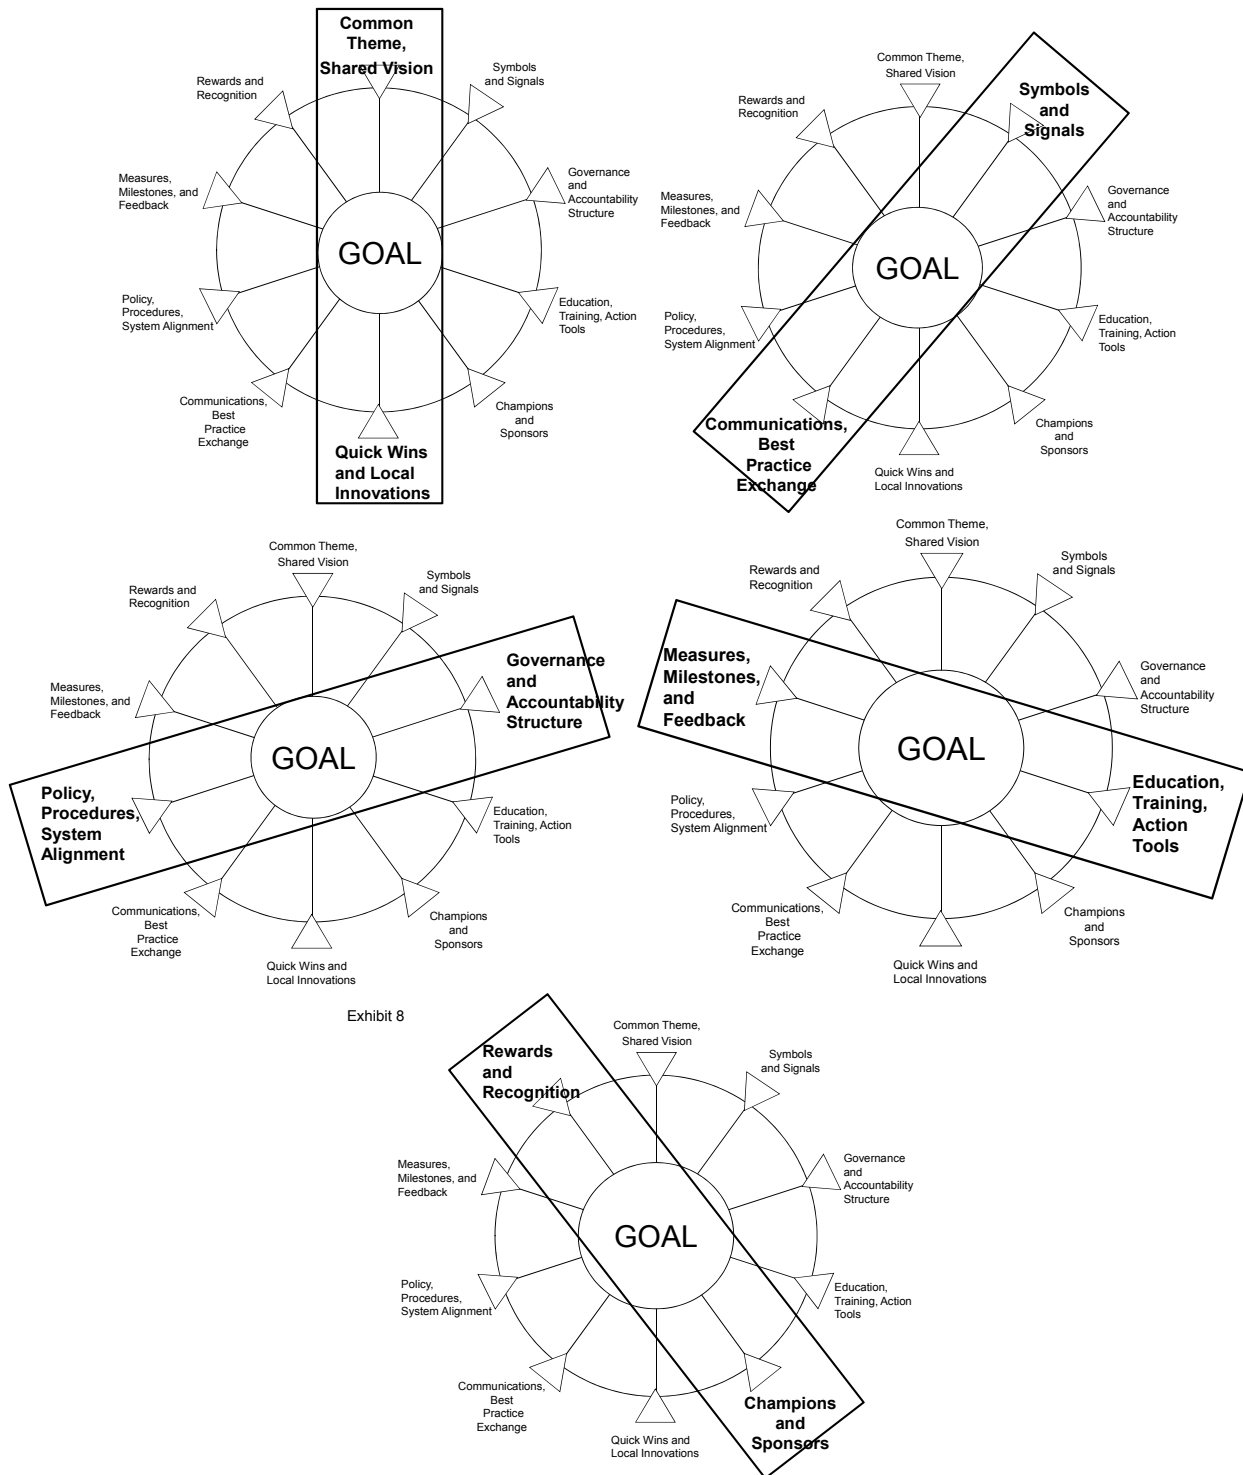 Common
Theme,
Shared Vision
Symbols
and Signals
Rewards and
Recognition
Governance
and
Accountability
Structure
Measures,
Milestones, and
Feedback
GOAL
Policy,
Procedures,
System Alignment
Education,
Training, Action
Tools
Communications,
Best
Practice
Exchange
Champions
and
Sponsors
Quick Wins
and Local
Innovations
Common Theme,
Shared Vision
Symbols
and
Signals
Rewards and
Recognition
Governance
and
Accountability
Structure
Measures,
Milestones, and
Feedback
GOAL
Policy,
Procedures,
System Alignment
Education,
Training, Action
Tools
Communications,
Best
Practice
Exchange
Champions
and
Sponsors
Quick Wins and
Local Innovations
Common Theme,
Shared Vision
Symbols
and Signals
Rewards and
Recognition
Governance
and
Accountability
Structure
Measures,
Milestones, and
Feedback
GOAL
Policy,
Procedures,
System
Alignment
Education,
Training, Action
Tools
Communications,
Best
Practice
Exchange
Champions
and
Sponsors
Quick Wins and
Local Innovations
Common Theme,
Shared Vision
Symbols
and Signals
Rewards and
Recognition
Measures,
Milestones,
and
Feedback
Governance
and
Accountability
Structure
GOAL
Policy,
Procedures,
System Alignment
Education,
Training,
Action
Tools
Communications,
Best
Practice
Exchange
Champions
and
Sponsors
Quick Wins and
Local Innovations
Exhibit 8
Common Theme,
Shared Vision
Rewards
and
Recognition
Symbols
and Signals
Measures,
Milestones, and
Feedback
Governance
and
Accountability
Structure
GOAL
Policy,
Procedures,
System Alignment
Education,
Training, Action
Tools
Communications,
Best
Practice
Exchange
Champions
and
Sponsors
Quick Wins and
Local Innovations